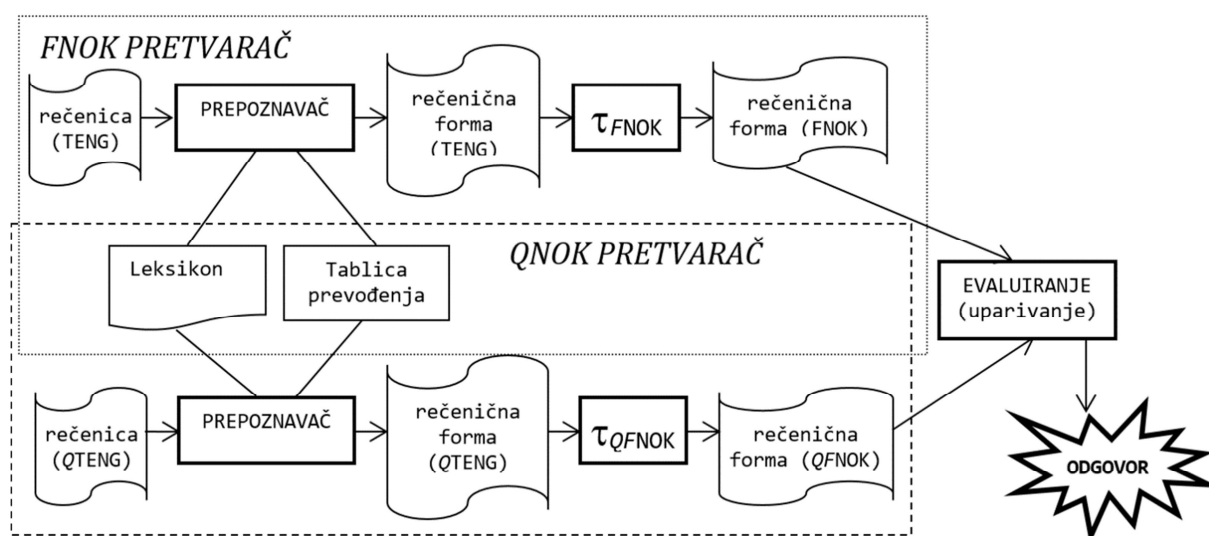 FNOK PRETVARAČ
rečenica
(TENG)
PREPOZNAVAČ
rečenična
forma
(TENG)
τFNOK
rečenična
forma (FNOK)
Leksikon
Tablica
prevođenja
QNOK PRETVARAČ
EVALUIRANJE
(uparivanje)
rečenica
(QTENG)
PREPOZNAVAČ
rečenična
forma
(QTENG)
τQFNOK
rečenična
forma (QFNOK)
ODGOVOR